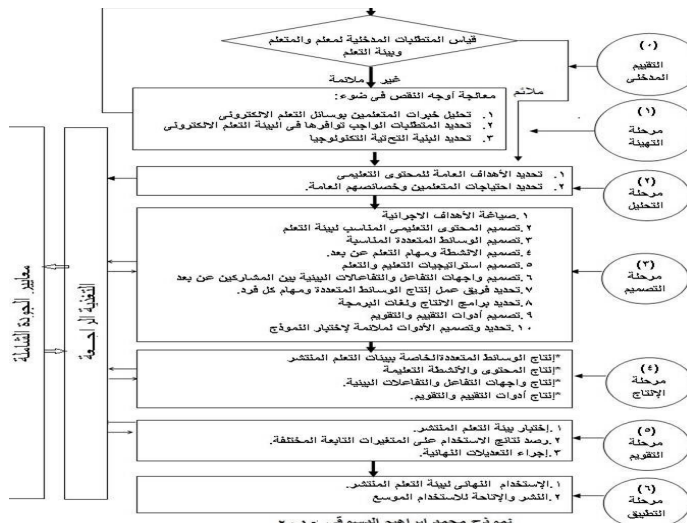 قياس المتطلبات المدخلية لمعلم والمتعلم
وبيئة التعلم
غير ملائمة
ملائم
(٠)
التقييم
المدخلى
معالجة أوجه النقص فى ضوء:
١. تحليل خبرات المتعلمين بوسائل التعلم الالكترونى
٢. تحديد المتطلبات الواجب توافرها فى البيئة التعلم الالكترونى
٣. تحديد البنية التحتية التكنولوجيا
(١)
مرحلة
التهيئة
١. تحديد الأهداف العامة للمحتوى التعليمى
٢. تحديد احتياجات المتعلمين وخصائصهم العامة.
(٢)
مرحلة
التحليل
١.صياغة الأهداف الاجرائية
٢.تصميم المحتوى التعليمى المناسب لبيئة التعلم
٣.تصميم الوسائط المتعددة المناسبة
٤.تصميم الانشطة ومهام التعلم عن بعد.
٥.تصميم استراتيجيات التعليم والتعلم
٦.تصميم واجهات التفاعل والتفاعالات البينية بين المشاركين عن بعد
٧.تحديد فريق عمل إنتاج الوسائط المتعددة ومهام كل فرد.
٨.تحديد برامج الانتاج ولغات البرمجة
٩.تصميم أدوات التقييم والتقويم
١٠.تحديد وتصميم الأدوات لملائمة لإختبار النموذج
(٣)
مرحلة
التصميم
*إنتاج الوسائط المتعددةالخاصة ببيئات التعلم المنتشر
*إنتاج المحتوى والأنشطة التعليمة
*إنتاج واجهات التفاعل والتفاعلات البينية.
*إنتاج أدوات التقييم والتقويم.
(٤)
مرحلة
الإنتاج
١.إختبار بيئة التعلم المنتشر.
٢.رصد نتائج الاستخدام على المتغيرات التابعة المختلفة.
٣.إجراء التعديلات النهائية.
(٥)
مرحلة
التقويم
١.الإستخدام النهائى لبيئة التعلم المنتشر.
٢. النشر والإتاحة للاستخدام الموسع
(٦)
مرحلة
التطبيق
التغذية الراجعة
معايير الجودة الشاملة
نموذج محمد إبراهيم الدسوقى